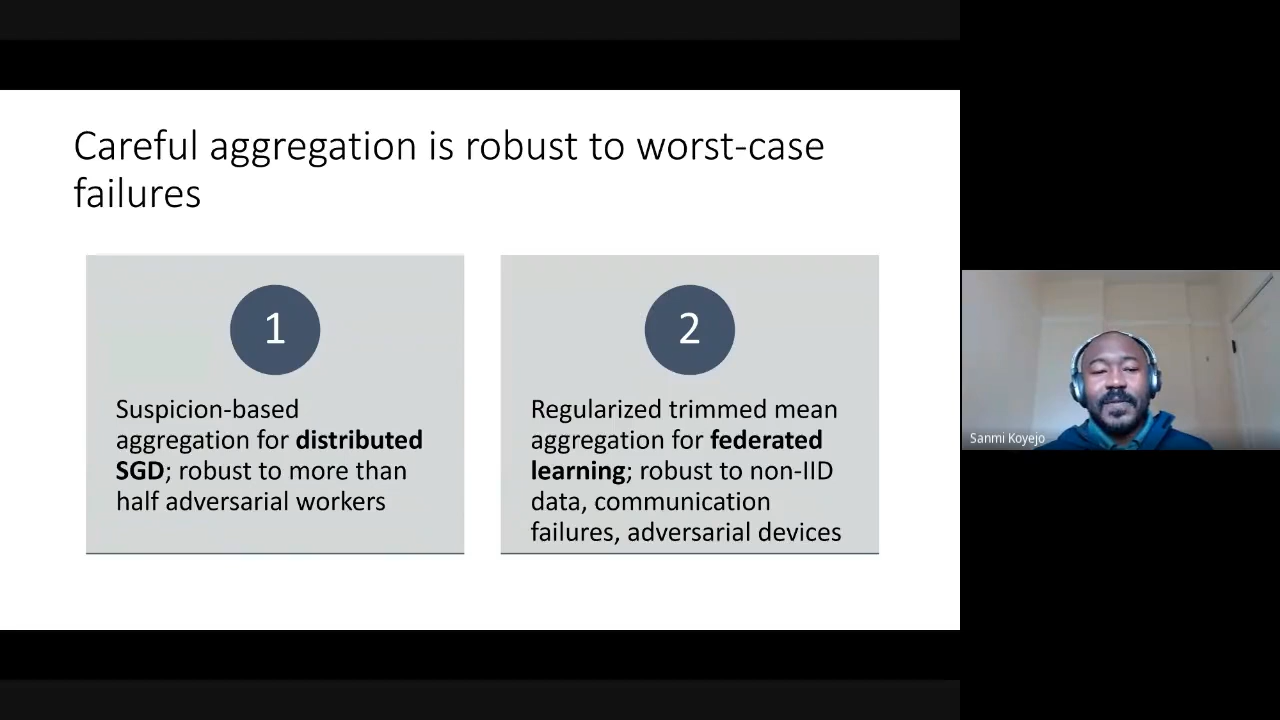 Careful aggregation is robust to worst-case
failures
1
Suspicion-based
aggregation for distributed
SGD; robust to more than
half adversarial workers
2
Regularized trimmed mean
aggregation for federated
learning; robust to non-IID
data, communication
failures, adversarial devices
Sanmi Koyejo